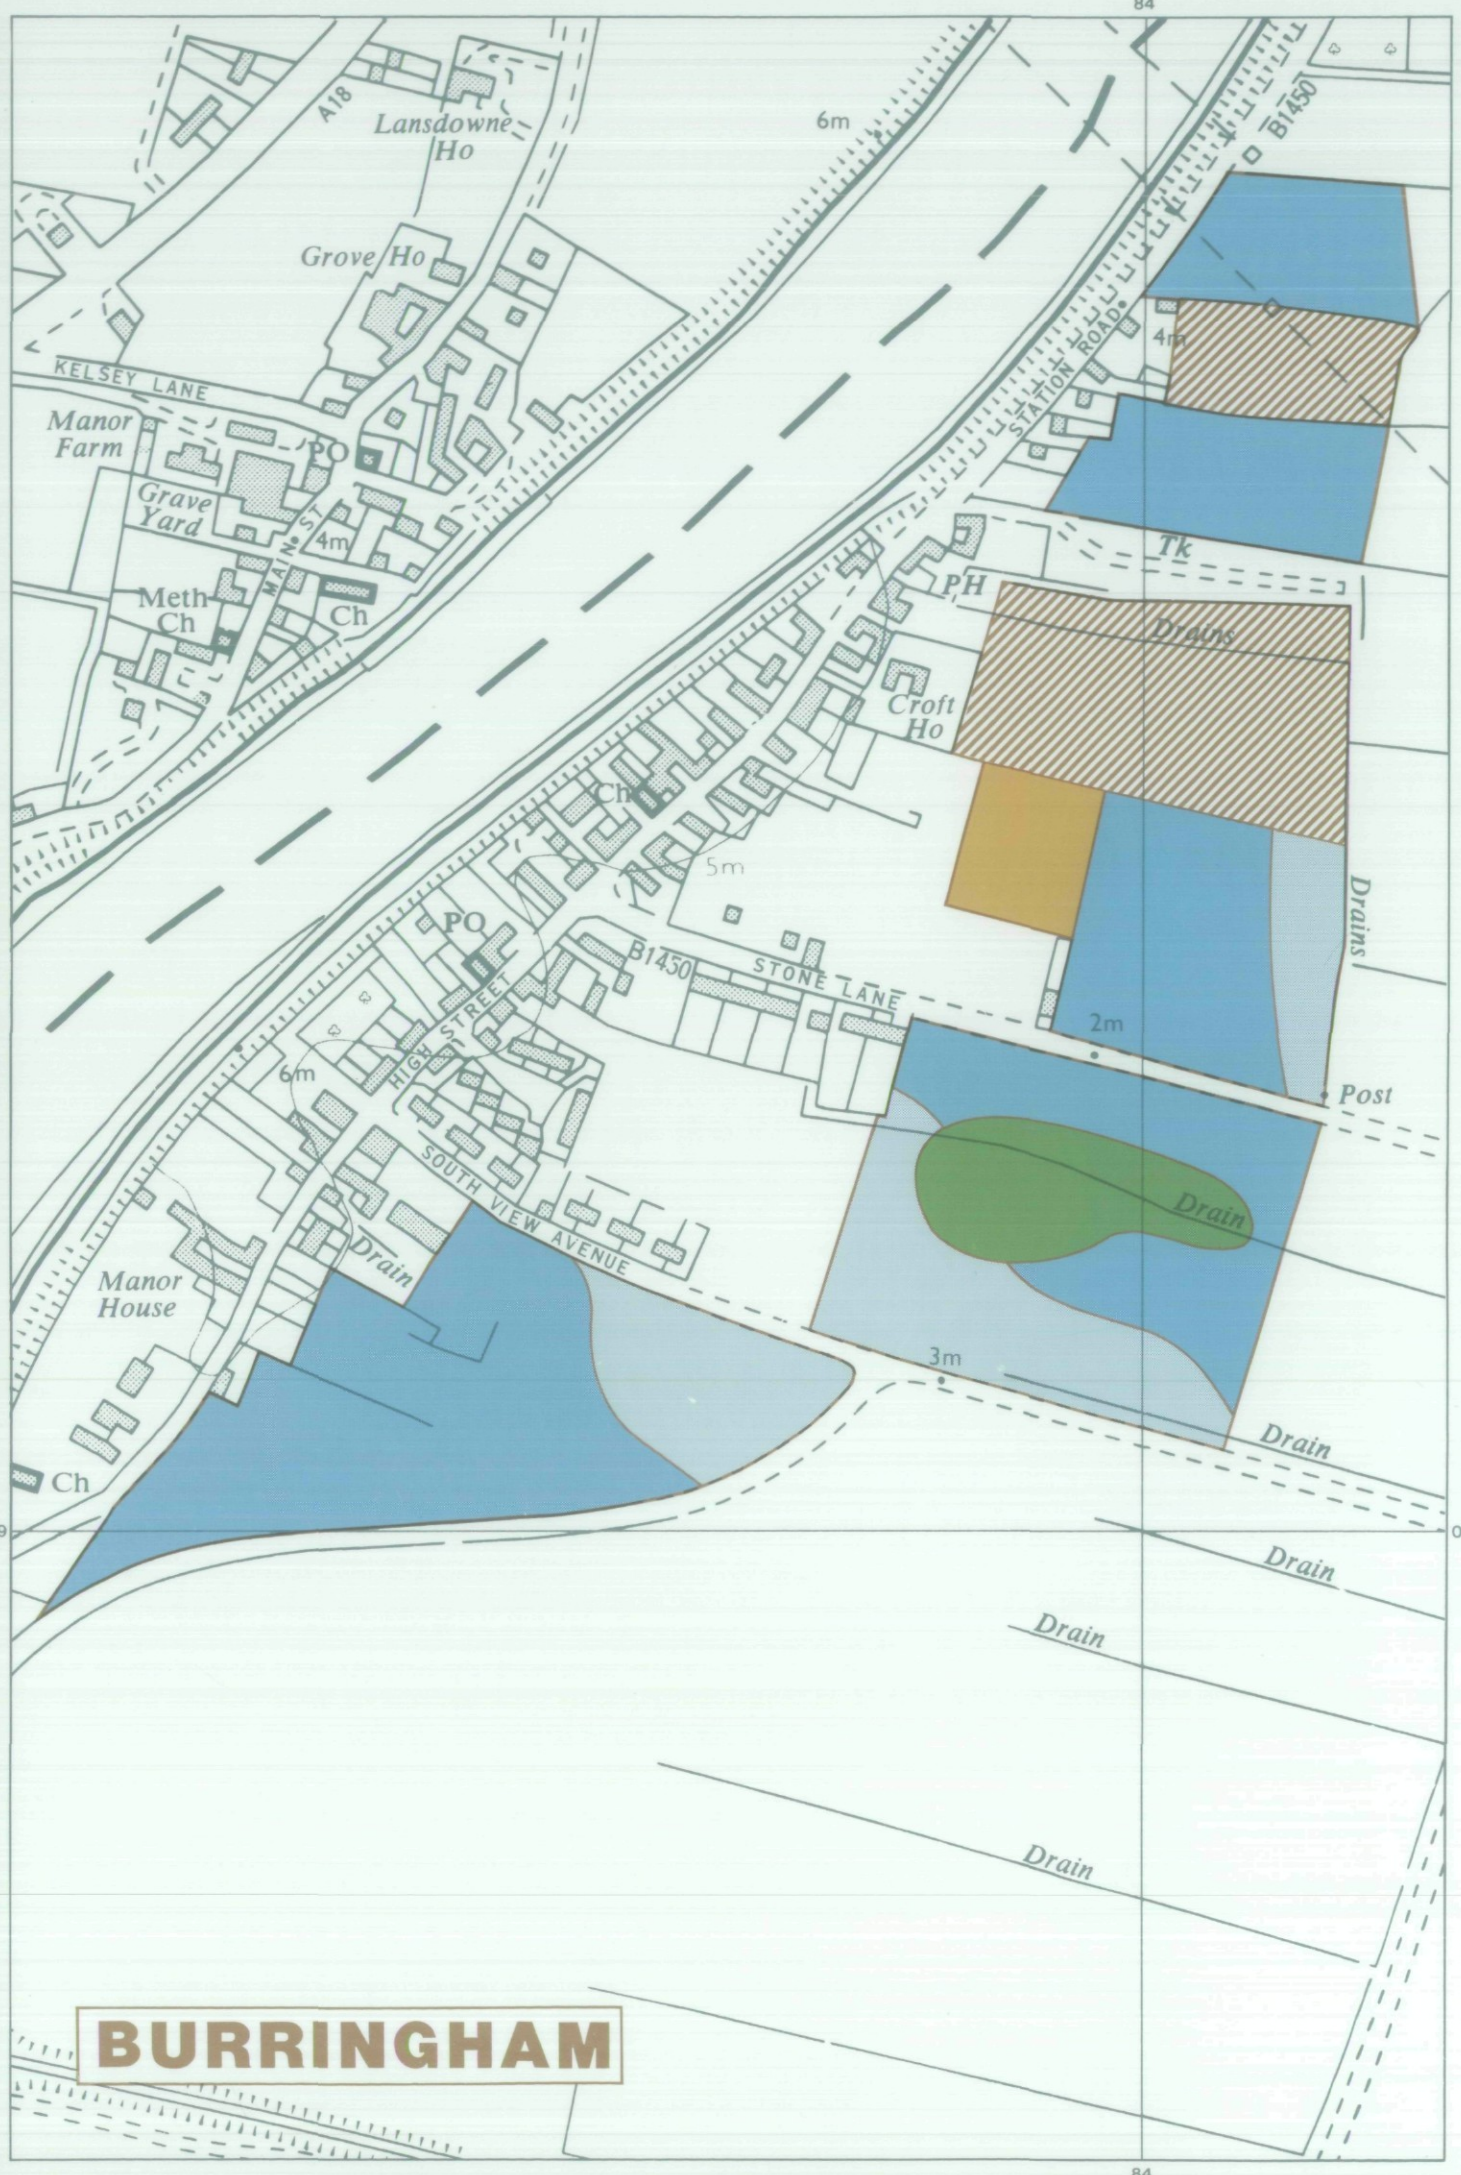 84
A18
Lansdowne
Ho
6m
B1450
Grove Ho
STATION ROAD
4m
KELSEY LANE
Manor
Farm
PO
Grave
Yard
MAIN ST
4m
Tk
PH
Meth
Ch
Ch
Drains
Croft
Ho
Ch
5m
Drains
PO
B1450
STONE LANE
2m
HIGH STREET
6m
Post
SOUTH VIEW AVENUE
Drain
Drain
Manor
House
3m
Drain
Ch
9
0
Drain
Drain
Drain
BURRINGHAM
84